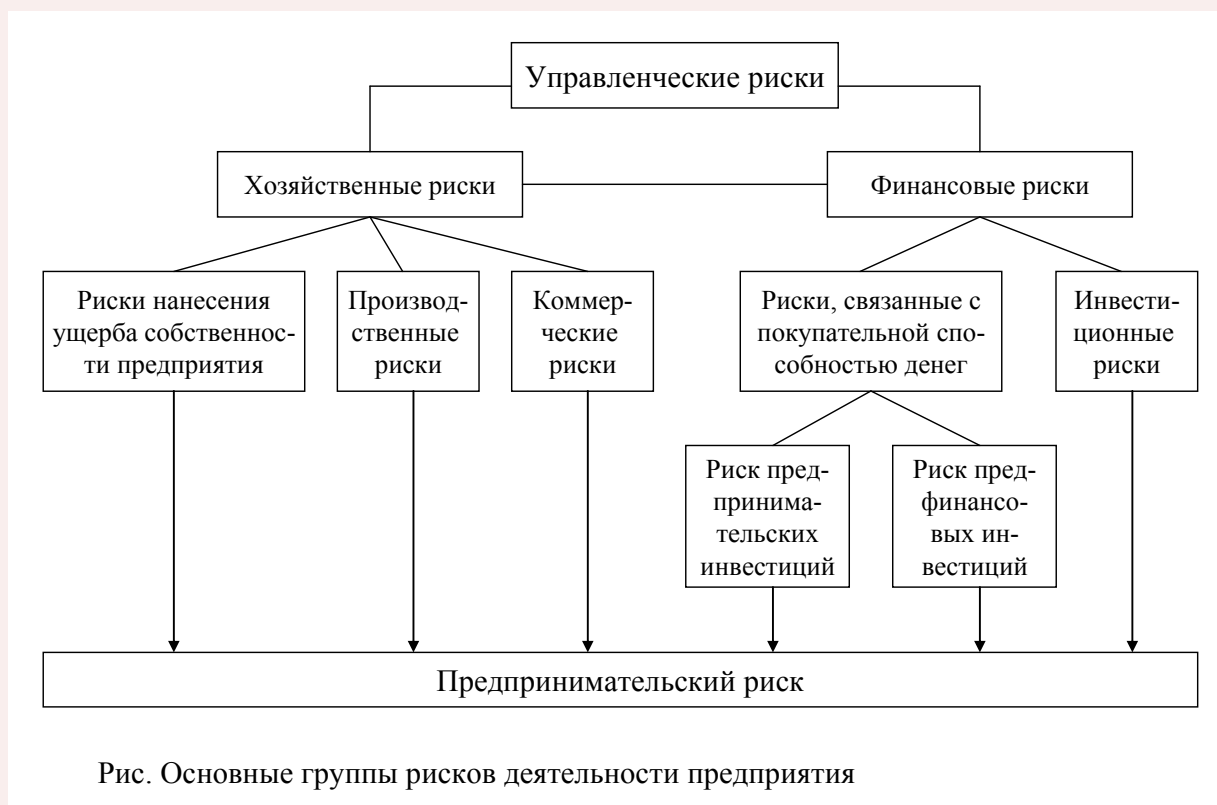 Управленческие риски
Хозяйственные риски
Финансовые риски
Риски нанесения
ущерба собственнос-
ти предприятия
Производ-
ственные
риски
Коммер-
ческие
риски
Риски, связанные с
покупательной спо-
собностью денег
Инвести-
ционные
риски
Риск пред-
принима-
тельских
инвестиций
Риск пред-
финансо-
вых ин-
вестиций
Предпринимательский риск
Рис. Основные группы рисков деятельности предприятия